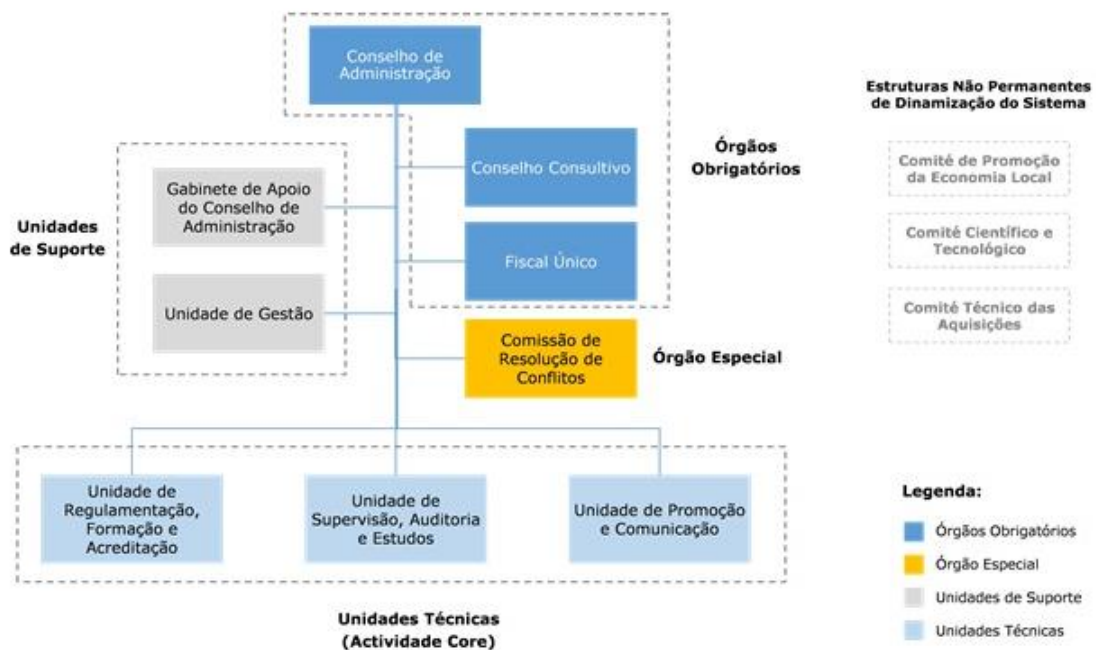 Conselho de
Administração
Estruturas Não Permanentes
de Dinamização do Sistema
Órgãos
Obrigatórios
Conselho Consultivo
Comité de Promoção
da Economia Local
Gabinete de Apoio
do Conselho de
Administração
Unidades
de Suporte
Comité Científico e
Tecnológico
Fiscal Único
Unidade de Gestão
Comité Técnico das
Aquisições
Comissão de
Resolução de
Conflitos
Órgão Especial
Unidade de
Regulamentação,
Formação e
Acreditação
Unidade de
Supervisão, Auditoria
e Estudos
Unidade de Promoção
e Comunicação
Legenda:
Órgãos Obrigatórios
Órgão Especial
Unidades de Suporte
Unidades Técnicas
Unidades Técnicas
(Actividade Core)